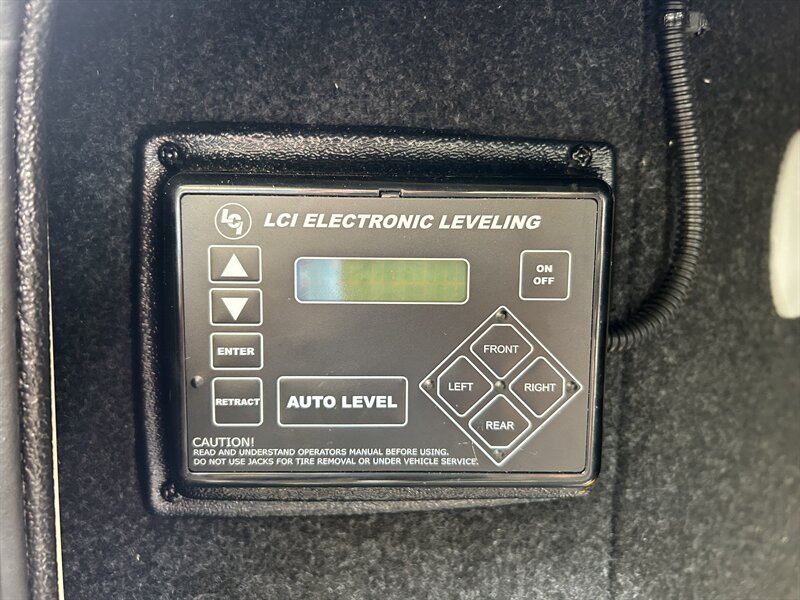 LCI LCI ELECTRONIC LEVELING
ON
OFF
ENTER
RETRACT
AUTO LEVEL
FRONT
LEFT
RIGHT
REAR
CAUTION!
READ AND UNDERSTAND OPERATORS MANUAL BEFORE USING.
DO NOT USE JACKS FOR TIRE REMOVAL OR UNDER VEHICLE SERVICE.